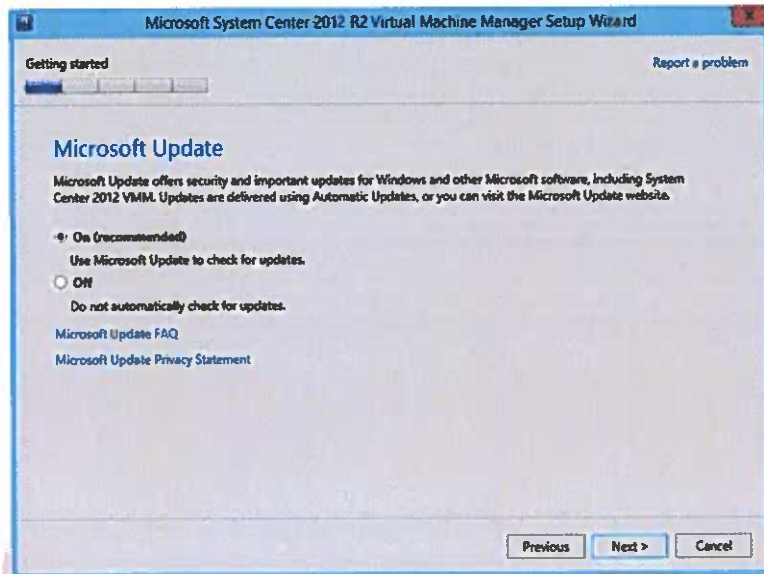 Microsoft System Center 2012 R2 Virtual Machine Manager Setup Wizard
x
Getting started
Report a problem
Microsoft Update
Microsoft Update offers security and important updates for Windows and other Microsoft software, including System
Center 2012 VMM. Updates are delivered using Automatic Updates, or you can visit the Microsoft Update website.
On (recommended)
Use Microsoft Update to check for updates.
Off
Do not automatically check for updates.
Microsoft Update FAQ
Microsoft Update Privacy Statement
Previous Next > Cancel